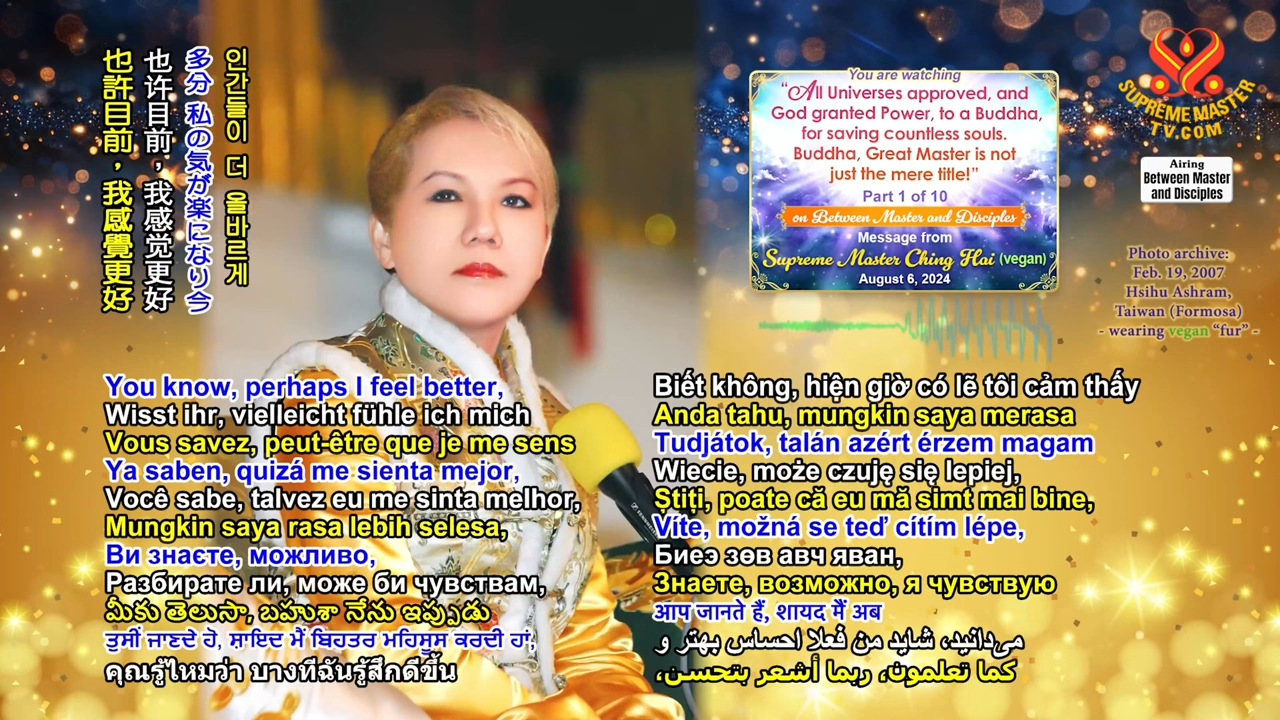 也許目前，我感覺更好
也许目前，我感觉更好
多分 私の気が楽になり今
인간들이 더 올바르게
You are watching
“All Universes approved, and
God granted Power, to a Buddha,
for saving countless souls.
Buddha, Great Master is not
just the mere title!”
Part 1 of 10
on Between Master and Disciples
Message from
Supreme Master Ching Hai (vegan)
August 6, 2024
SUPREME MASTER
TV.COM
Airing
Between Master
and Disciples
Photo archive:
Feb. 19, 2007
Hsihu Ashram,
Taiwan (Formosa)
- wearing vegan “fur” -
You know, perhaps I feel better,
Wisst ihr, vielleicht fühle ich mich
Vous savez, peut-être que je me sens
Ya saben, quizá me sienta mejor,
Você sabe, talvez eu me sinta melhor,
Mungkin saya rasa lebih selesa,
Ви знаєте, можливо,
Разбирате ли, може би чувствам,
మీకు తెలుసా, బహుశా నేను ఇప్పుడు
ਤੁਸੀਂ ਜਾਣਦੇ ਹੋ, ਸ਼ਾਇਦ ਮੈਂ ਬਿਹਤਰ ਮਹਿਸੂਸ ਕਰਦੀ ਹਾਂ,
คุณรู้ไหมว่า บางทีฉันรู้สึกดีขึ้น
Biết không, hiện giờ có lẽ tôi cảm thấy
Anda tahu, mungkin saya merasa
Tudjátok, talán azért érzem magam
Wiecie, może czuję się lepiej,
Știți, poate că eu mă simt mai bine,
Víte, možná se teď cítím lépe,
Биеэ зөв авч яван,
Знаете, возможно, я чувствую
आप जानते हैं, शायद मैं अब
می‌دانید، شاید من فعلا احساس بهتر و
كما تعلمون، ربما أشعر بتحسن،
SENNHEISER